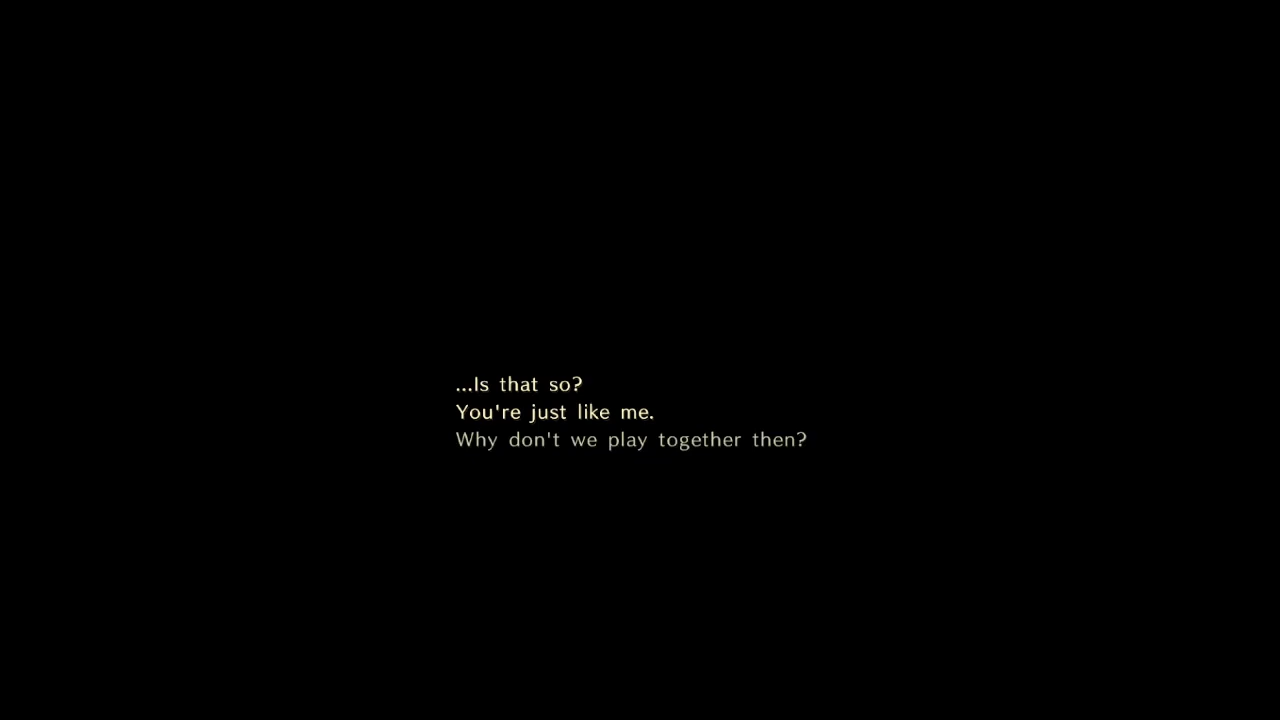 ...Is that so?
You're just like me.
Why don't we play together then?